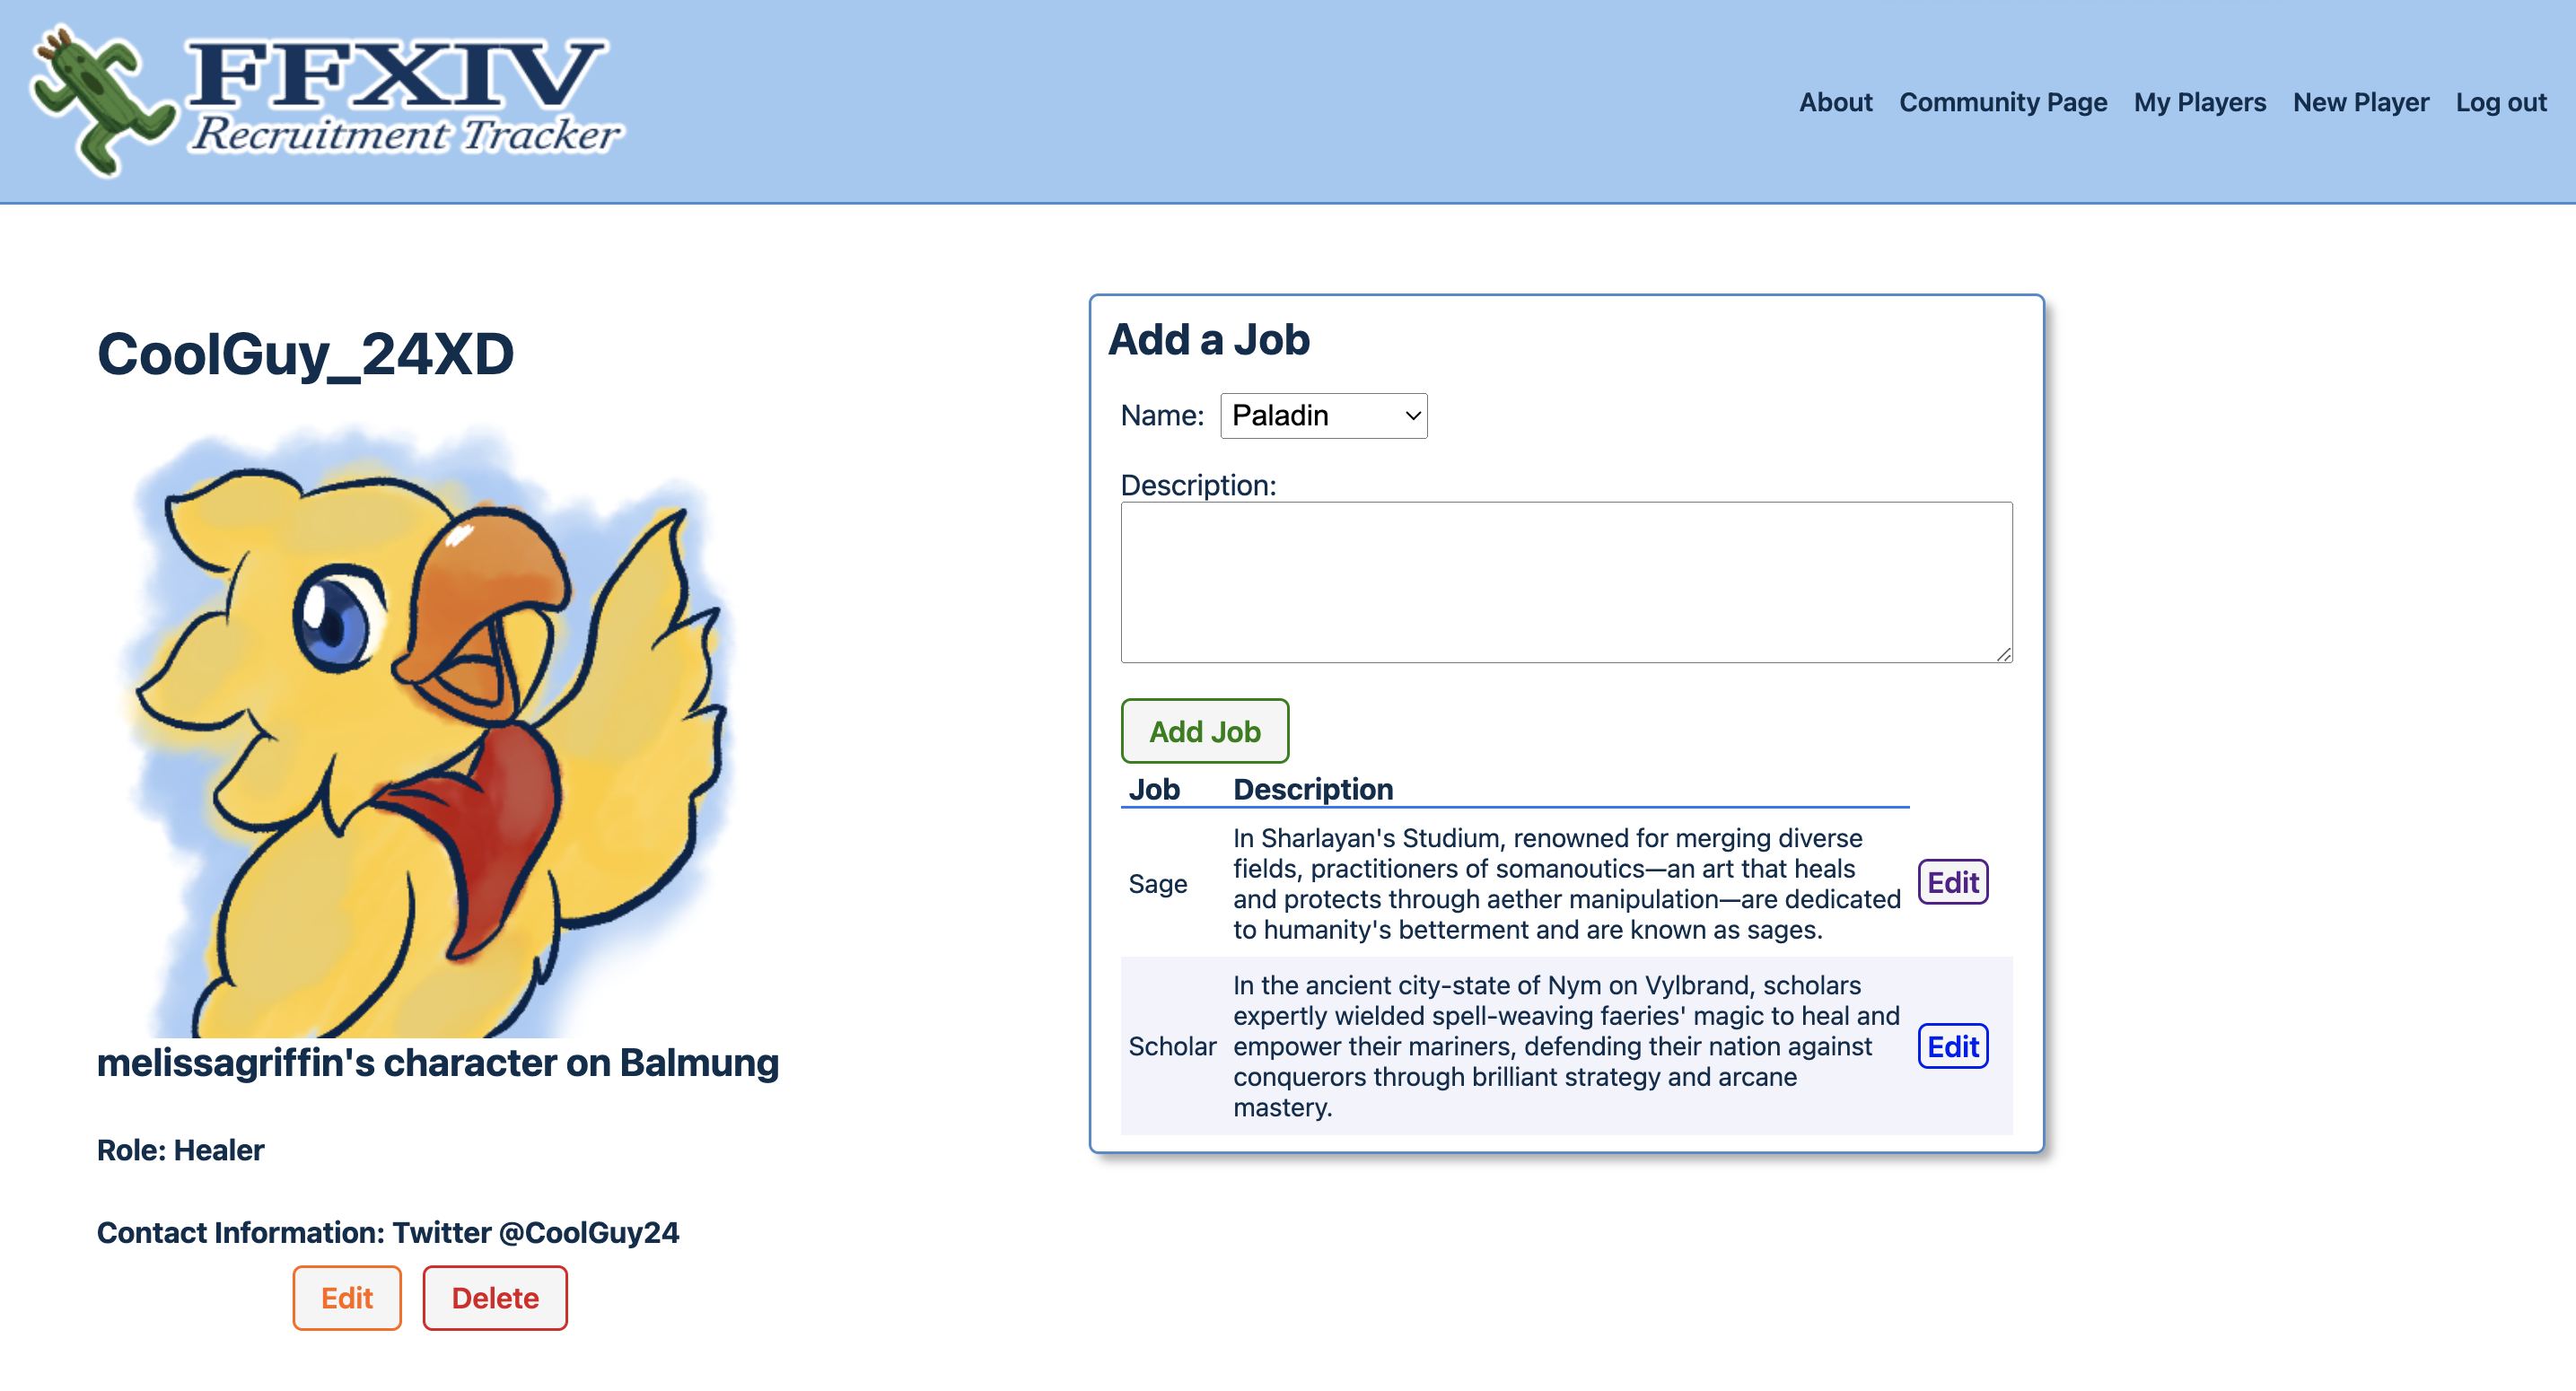 FFXIV
Recruitment Tracker
About Community Page My Players New Player Log out
CoolGuy_24XD
melissagriffin's character on Balmung
Role: Healer
Contact Information: Twitter @CoolGuy24
Edit Delete
Add a Job
Name: Paladin
Description:
Add Job
Job Description
Sage
In Sharlayan's Studium, renowned for merging diverse
fields, practitioners of somanoutics—an art that heals
and protects through aether manipulation—are dedicated
to humanity's betterment and are known as sages.
Edit
Scholar
In the ancient city-state of Nym on Vylbrand, scholars
expertly wielded spell-weaving faeries' magic to heal and
empower their mariners, defending their nation against
conquerors through brilliant strategy and arcane
mastery.
Edit